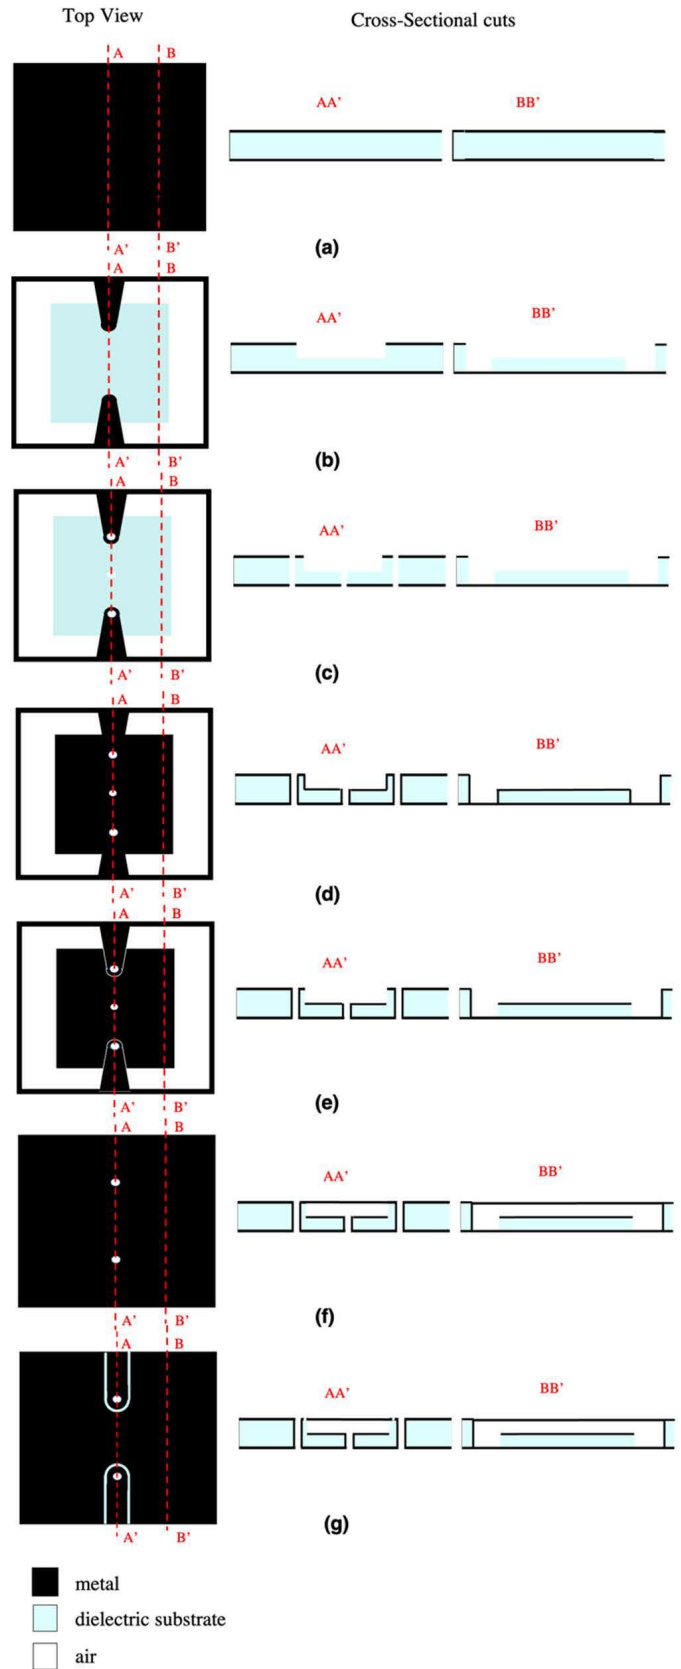 Top View Cross-Sectional cuts
A B
AA’ BB’
(a)
A’ B’
A B
AA’ BB’
(b)
A’ B’
A B
AA’ BB’
(c)
A’ B’
A B
AA’ BB’
(d)
A’ B’
A B
AA’ BB’
(e)
A’ B’
A B
AA’ BB’
(f)
A’ B’
A B
AA’ BB’
(g)
A’ B’
metal
dielectric substrate
air